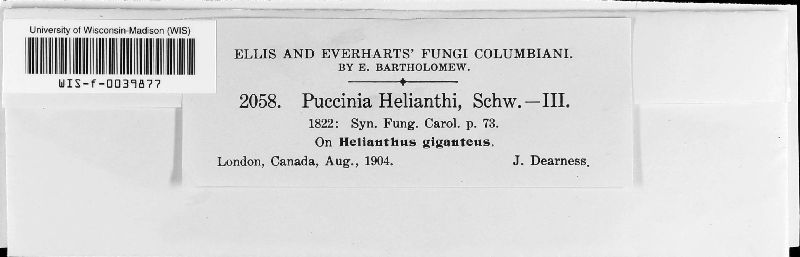 University of Wisconsin-Madison (WIS)
WIS-f-0039877
ELLIS AND EVERHARTS' FUNGI COLUMBIANI.
BY E. BARTHOLOMEW.
2058. Puccinia Helianthi, Schw.—III.
1822: Syn. Fung. Carol. p. 73.
On Helianthus giganteus.
London, Canada, Aug., 1904. J. Dearness.